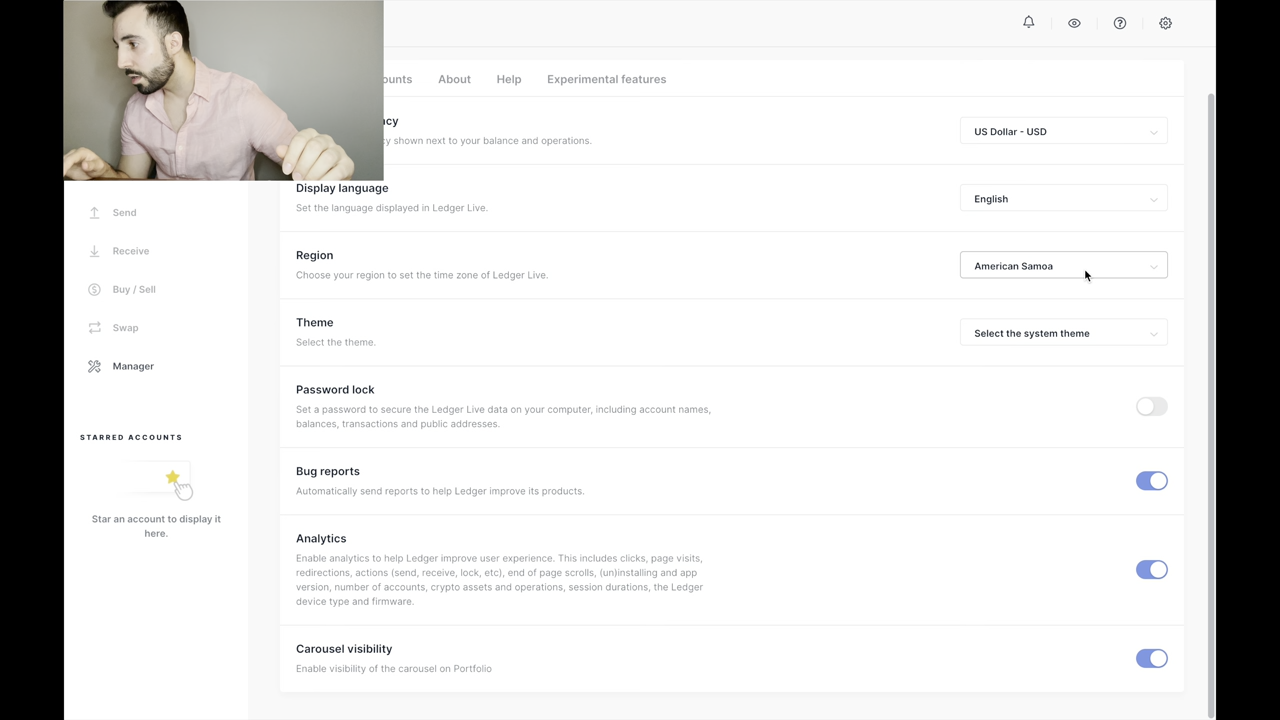 About
Help
Experimental features
shown next to your balance and operations.
US Dollar - USD
Display language
Set the language displayed in Ledger Live.
English
Region
Choose your region to set the time zone of Ledger Live.
American Samoa
Theme
Select the theme.
Select the system theme
Password lock
Set a password to secure the Ledger Live data on your computer, including account names,
balances, transactions and public addresses.
Bug reports
Automatically send reports to help Ledger improve its products.
Analytics
Enable analytics to help Ledger improve user experience. This includes clicks, page visits,
redirections, actions (send, receive, lock, etc), end of page scrolls, (un)installing and app
version, number of accounts, crypto assets and operations, session durations, the Ledger
device type and firmware.
Carousel visibility
Enable visibility of the carousel on Portfolio
Send
Receive
Buy / Sell
Swap
Manager
STARRED ACCOUNTS
Star an account to display it
here.